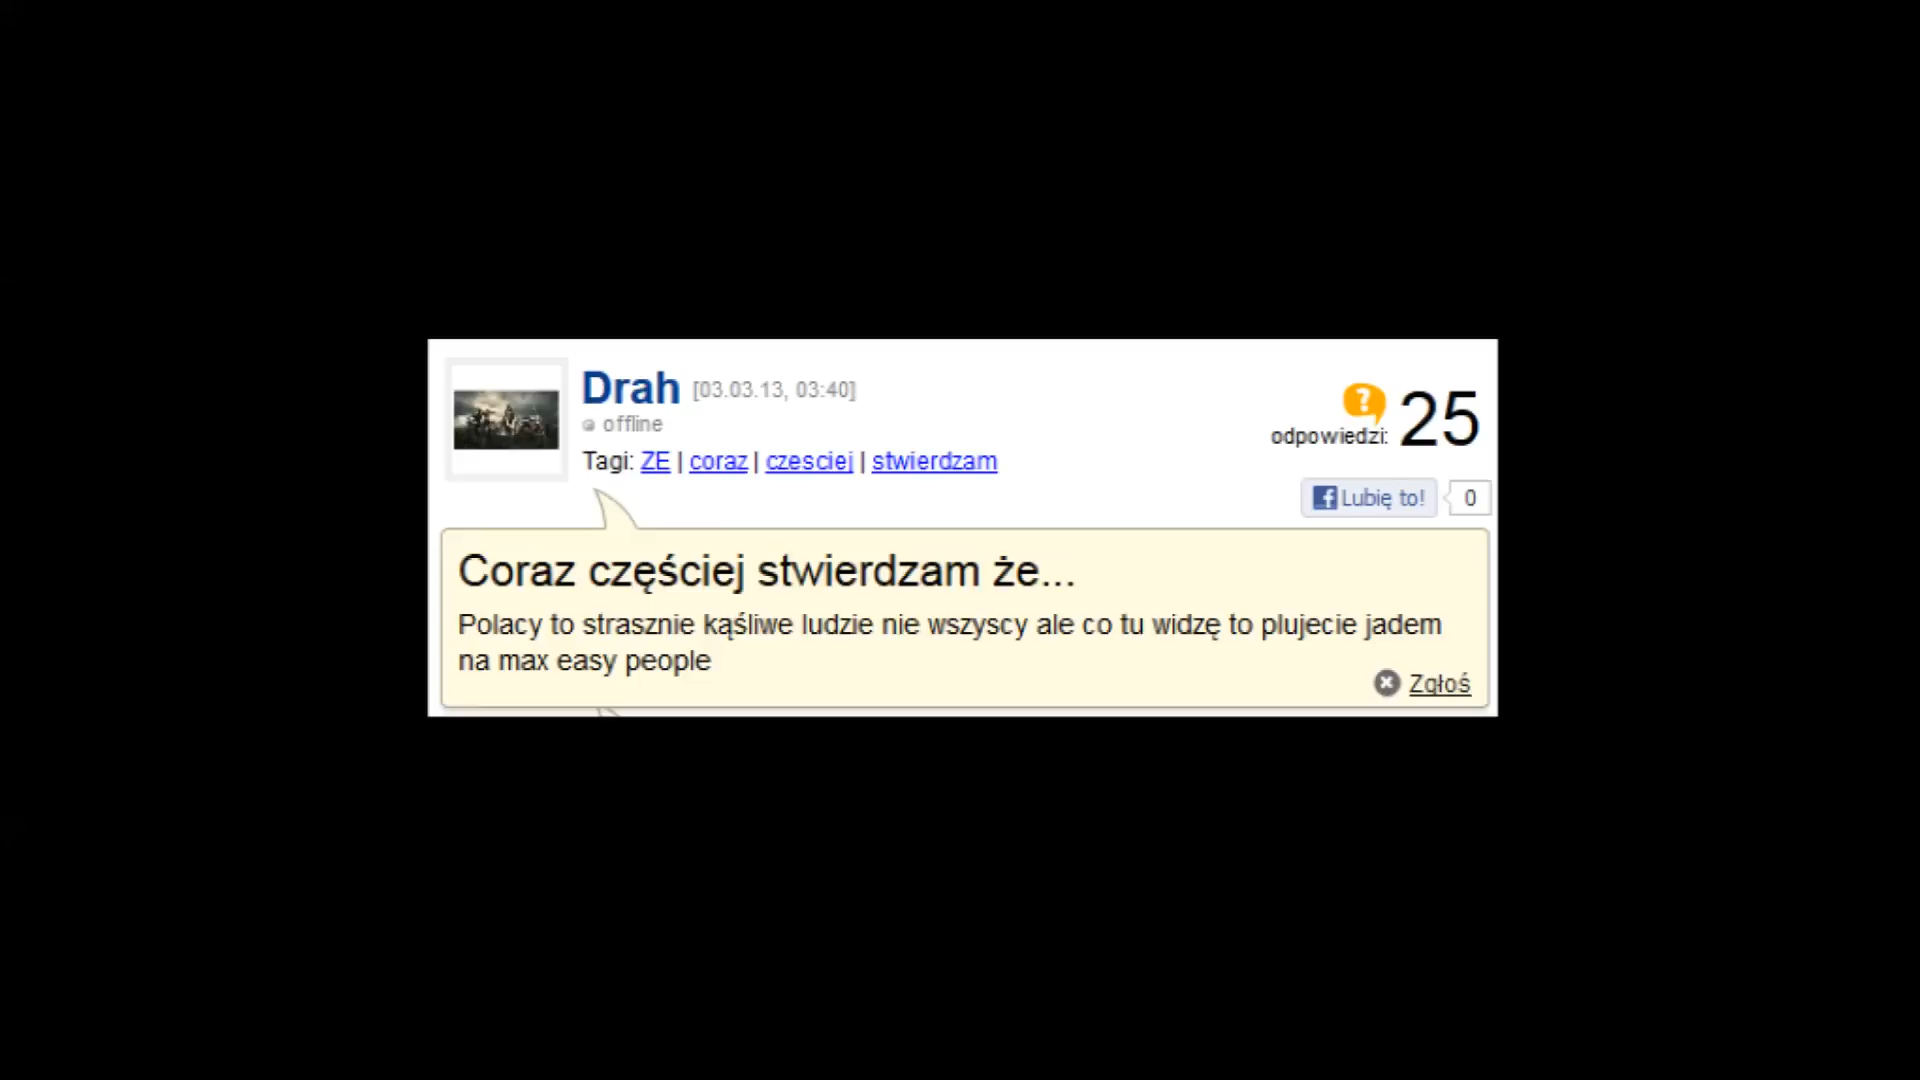 Drah [03.03.13, 03:40]
offline
Tagi: ZE | coraz | czesciej | stwierdzam
?
odpowiedzi: 25
Lubię to! 0
Coraz częściej stwierdzam że...
Polacy to strasznie kąśliwe ludzie nie wszyscy ale co tu widzę to plujecie jadem
na max easy people
Zgłoś